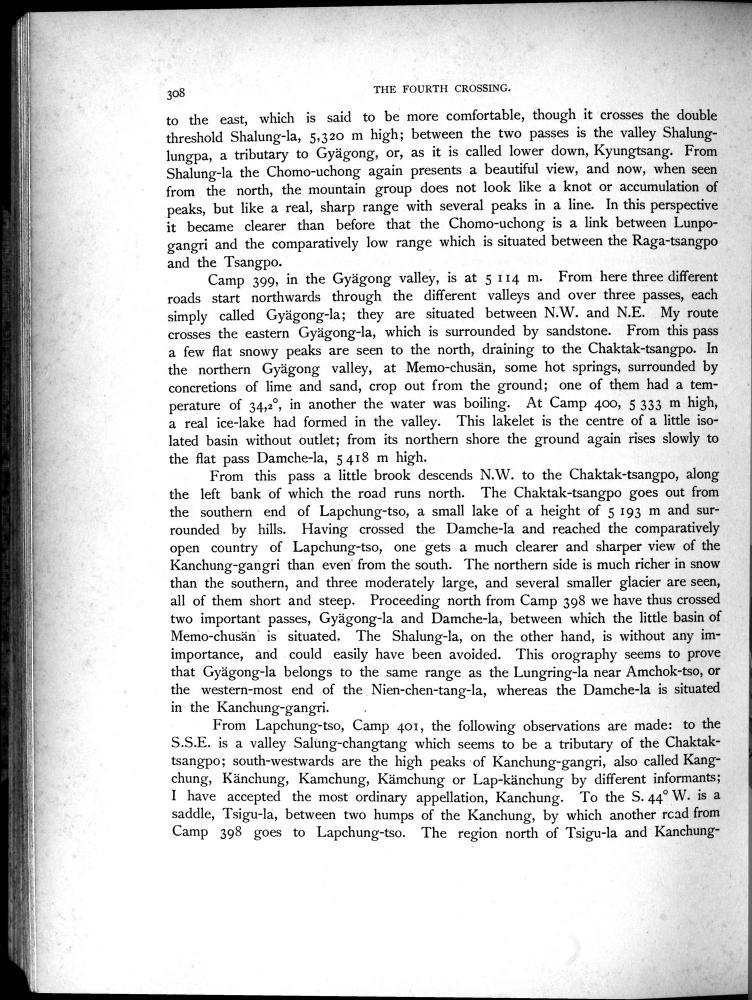 308
THE FOURTH CROSSING.
to the east, which is said to be more comfortable, though it crosses the double
threshold Shalung-la, 5,320 m high; between the two passes is the valley Shalung-
lungpa, a tributary to Gyägong, or, as it is called lower down, Kyungtsang. From
Shalung-la the Chomo-uchong again presents a beautiful view, and now, when seen
from the north, the mountain group does not look like a knot or accumulation of
peaks, but like a real, sharp range with several peaks in a line. In this perspective
it became clearer than before that the Chomo-uchong is a link between Lunpo-
gangri and the comparatively low range which is situated between the Raga-tsangpo
and the Tsangpo.
Camp 399, in the Gyägong valley, is at 5 114 m. From here three different
roads start northwards through the different valleys and over three passes, each
simply called Gyägong-la; they are situated between N.W. and N.E. My route
crosses the eastern Gyägong-la, which is surrounded by sandstone. From this pass
a few flat snowy peaks are seen to the north, draining to the Chaktak-tsangpo. In
the northern Gyägong valley, at Memo-chusän, some hot springs, surrounded by
concretions of lime and sand, crop out from the ground; one of them had a tem-
perature of 34,2°, in another the water was boiling. At Camp 400, 5 333 m high,
a real ice-lake had formed in the valley. This lakelet is the centre of a little iso-
lated basin without outlet; from its northern shore the ground again rises slowly to
the flat pass Damche-la, 5 418 m high.
From this pass a little brook descends N.W. to the Chaktak-tsangpo, along
the left bank of which the road runs north. The Chaktak-tsangpo goes out from
the southern end of Lapchung-tso, a small lake of a height of 5 193 m and sur-
rounded by hills. Having crossed the Damche-la and reached the comparatively
open country of Lapchung-tso, one gets a much clearer and sharper view of the
Kanchung-gangri than even from the south. The northern side is much richer in snow
than the southern, and three moderately large, and several smaller glacier are seen,
all of them short and steep. Proceeding north from Camp 398 we have thus crossed
two important passes, Gyägong-la and Damche-la, between which the little basin of
Memo-chusän is situated. The Shalung-la, on the other hand, is without any im-
importance, and could easily have been avoided. This orography seems to prove
that Gyägong-la belongs to the same range as the Lungring-la near Amchok-tso, or
the western-most end of the Nien-chen-tang-la, whereas the Damche-la is situated
in the Kanchung-gangri.
From Lapchung-tso, Camp 401, the following observations are made: to the
S.S.E. is a valley Salung-changtang which seems to be a tributary of the Chaktak-
tsangpo; south-westwards are the high peaks of Kanchung-gangri, also called Kang-
chung, Känchung, Kamchung, Kämchung or Lap-känchung by different informants;
I have accepted the most ordinary appellation, Kanchung. To the S. 44° W. is a
saddle, Tsigu-la, between two humps of the Kanchung, by which another road from
Camp 398 goes to Lapchung-tso. The region north of Tsigu-la and Kanchung-